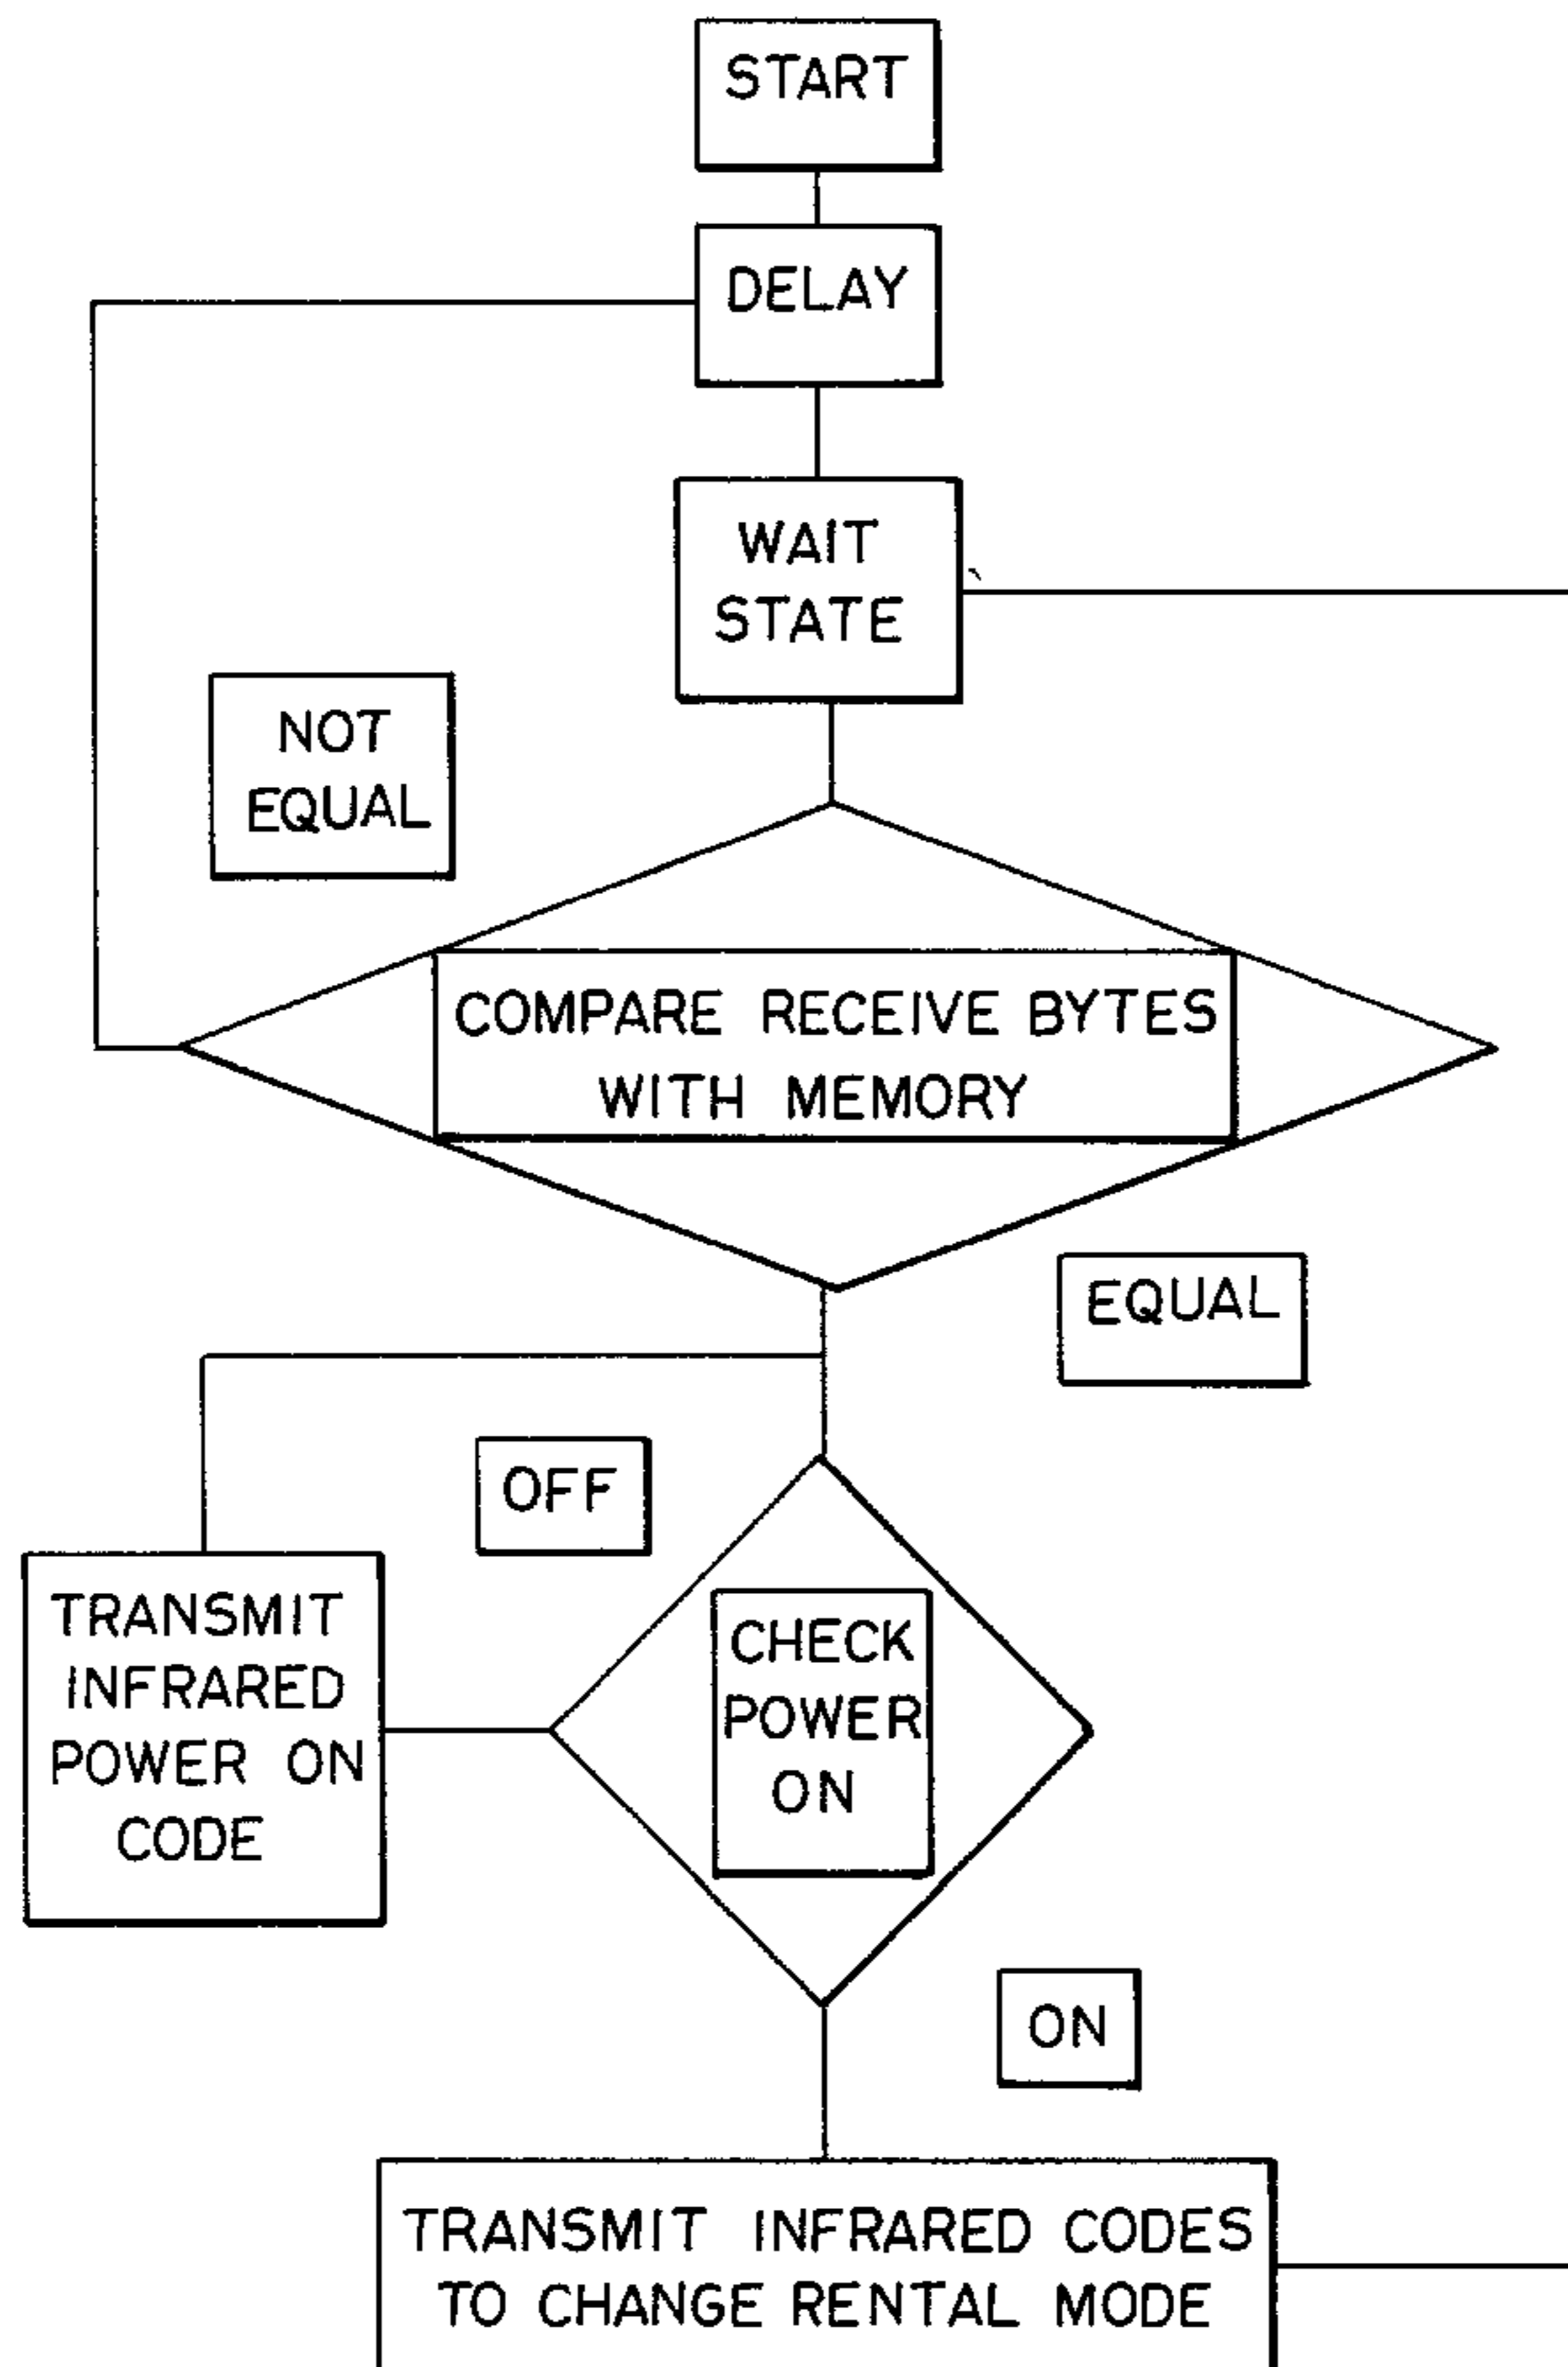 START
DELAY
WAIT
STATE
NOT
EQUAL
COMPARE RECEIVE BYTES
WITH MEMORY
EQUAL
OFF
TRANSMIT
INFRARED
POWER ON
CODE
CHECK
POWER
ON
ON
TRANSMIT INFRARED CODES
TO CHANGE RENTAL MODE